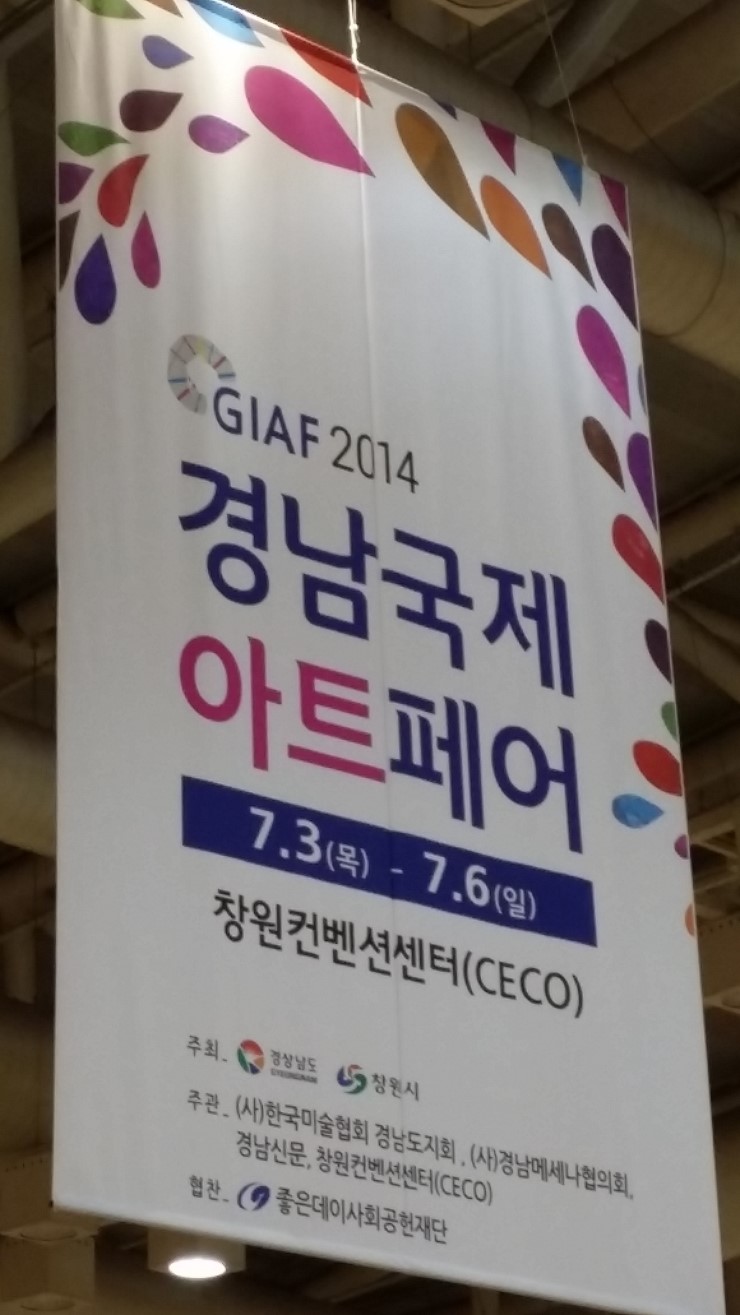 GIAF 2014
경남국제
아트페어
7.3(목) - 7.6(일)
창원컨벤션센터(CECO)
주최_ 경상남도 GYEONGNAM 창원시
주관_ (사)한국미술협회 경남도지회, (사)경남메세나협의회,
경남신문, 창원컨벤션센터(CECO)
협찬_ 좋은데이사회공헌재단